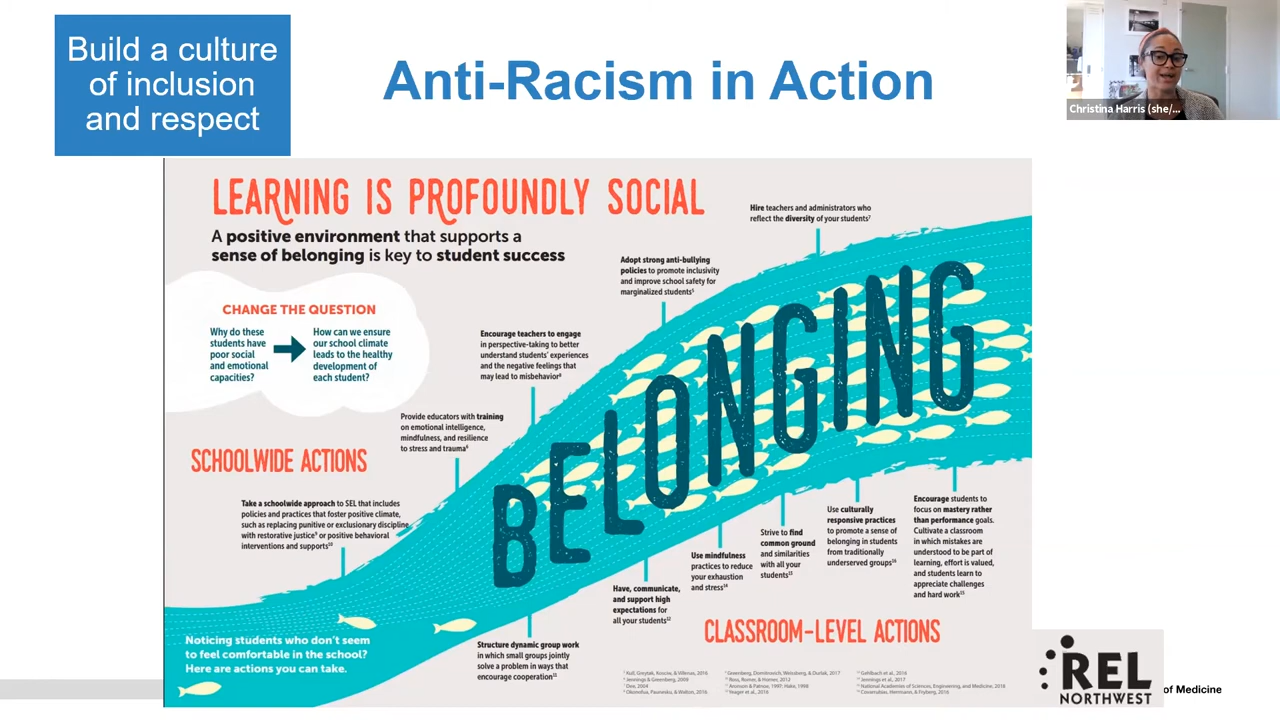 Build a culture
of inclusion
and respect
Anti-Racism in Action
Christina Harris (she/...
LEARNING IS PROFOUNDLY SOCIAL
A positive environment that supports a
sense of belonging is key to student success
CHANGE THE QUESTION
Why do these
students have
poor social
and emotional
capacities?
How can we ensure
our school climate
leads to the healthy
development of
each student?
Hire teachers and administrators who
reflect the diversity of your students⁷
Adopt strong anti-bullying
policies to promote inclusivity
and improve school safety for
marginalized students⁵
Encourage teachers to engage
in perspective-taking to better
understand students' experiences
and the negative feelings that
may lead to misbehavior⁸
Provide educators with training
on emotional intelligence,
mindfulness, and resilience
to stress and trauma⁶
SCHOOLWIDE ACTIONS
Take a schoolwide approach to SEL that includes
policies and practices that foster positive climate,
such as replacing punitive or exclusionary discipline
with restorative justice⁹ or positive behavioral
interventions and supports¹⁰
BELONGING
Noticing students who don't seem
to feel comfortable in the school?
Here are actions you can take.
Structure dynamic group work
in which small groups jointly
solve a problem in ways that
encourage cooperation¹¹
Have, communicate,
and support high
expectations for
all your students¹²
Use mindfulness
practices to reduce
your exhaustion
and stress¹⁴
Strive to find
common ground
and similarities
with all your
students¹³
Use culturally
responsive practices
to promote a sense of
belonging in students
from traditionally
underserved groups¹⁶
Encourage students to
focus on mastery rather
than performance goals.
Cultivate a classroom
in which mistakes are
understood to be part of
learning, effort is valued,
and students learn to
appreciate challenges
and hard work¹⁵
CLASSROOM-LEVEL ACTIONS
REL
NORTHWEST
of Medicine